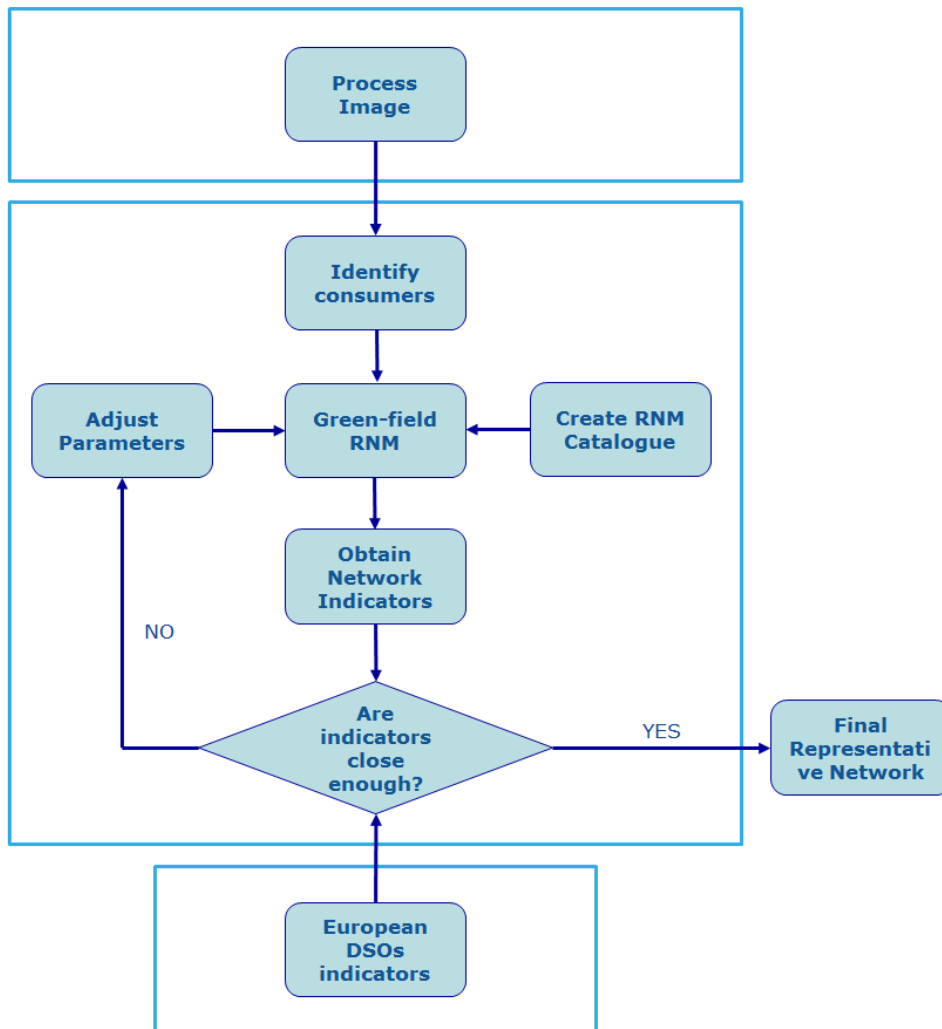 Process
Image
Identify
consumers
Adjust
Parameters
Green-field
RNM
Create RNM
Catalogue
Obtain
Network
Indicators
NO
Are
indicators
close
enough?
YES
Final
Representati
ve Network
European
DSOs
indicators